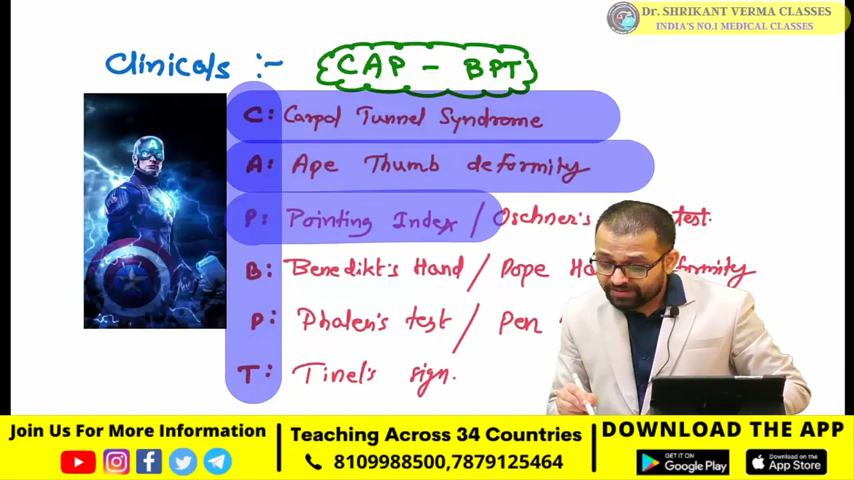 Dr. SHRIKANT VERMA CLASSES
INDIA'S NO.1 MEDICAL CLASSES
Clinicals :- CAP - BPT
C: Carpal Tunnel Syndrome
A: Ape Thumb deformity
P: Pointing Index / Oschner's test.
B: Benedikt's Hand / Pope
P: Phalen's test / Pen
T: Tinel's sign.
Join Us For More Information
Teaching Across 34 Countries
8109988500,7879125464
DOWNLOAD THE APP
GET IT ON
Google Play
Download on the
App Store